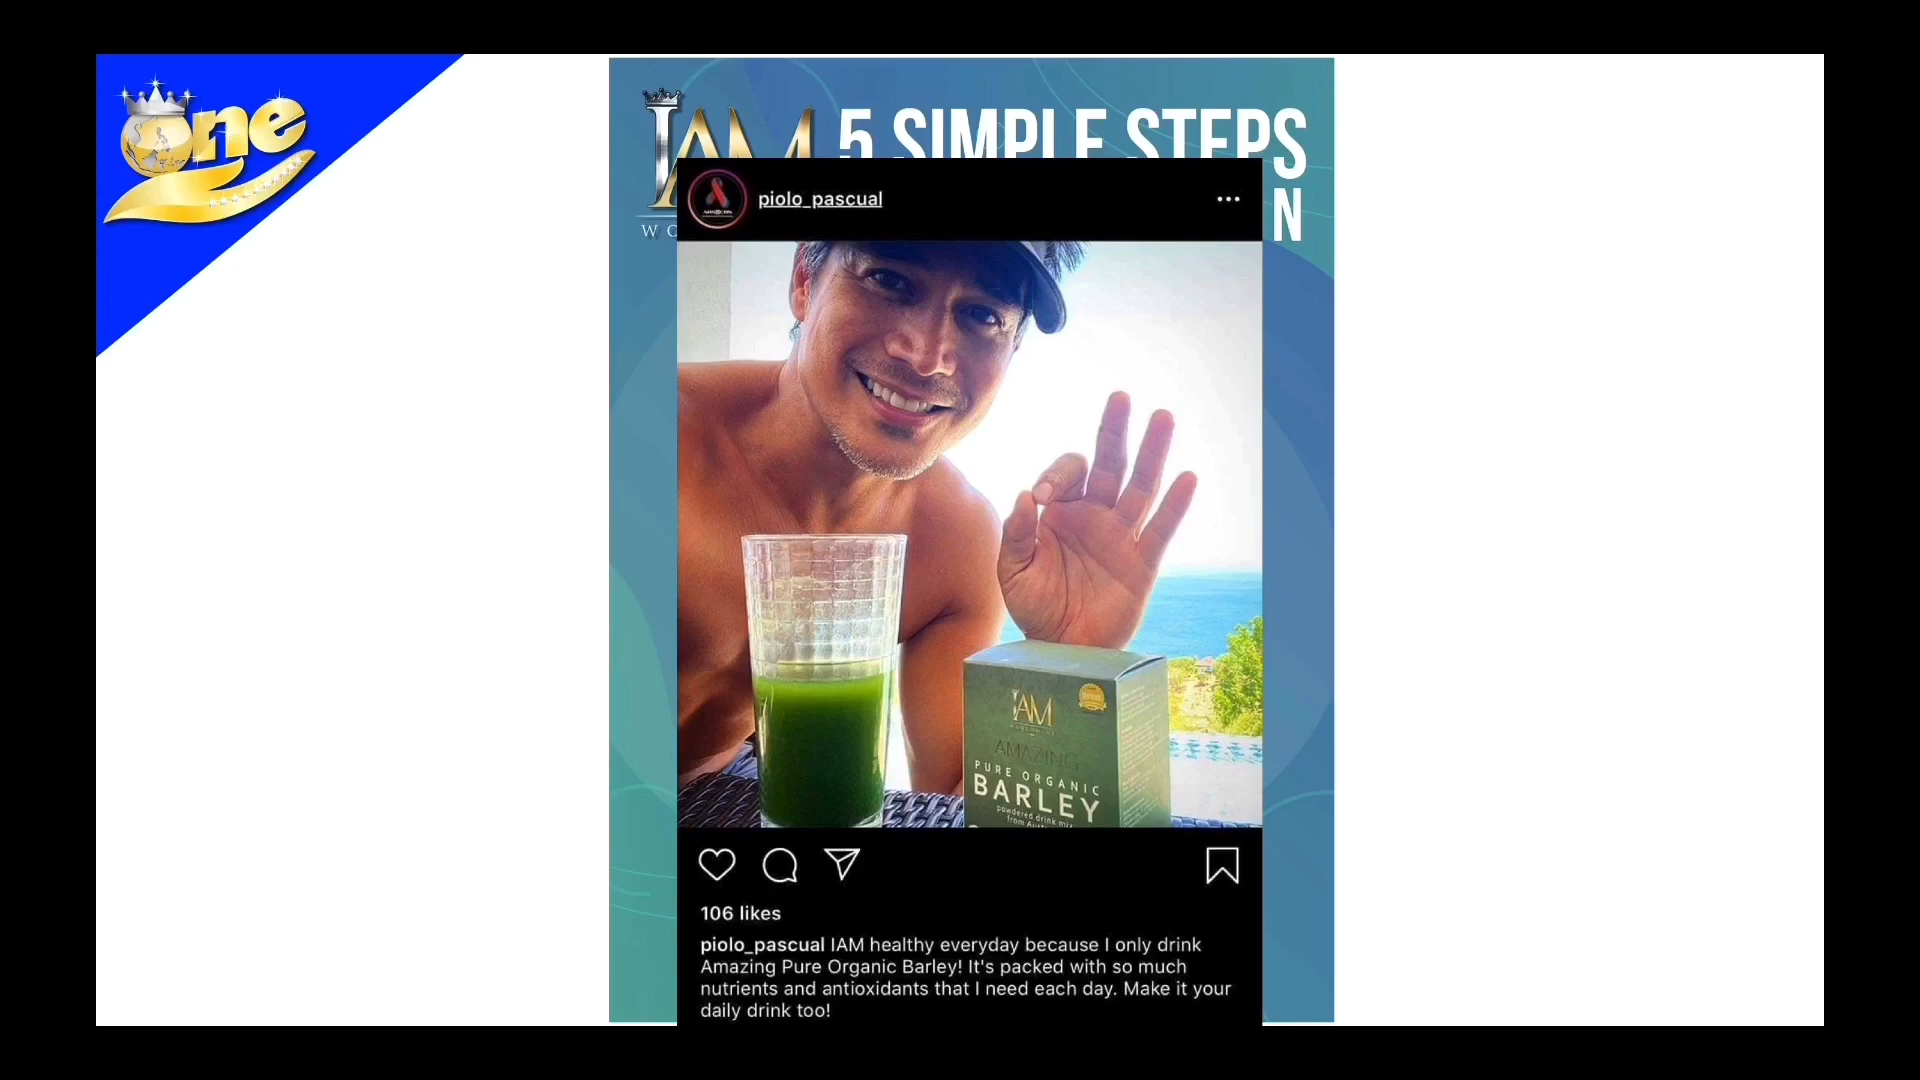 One
IAM
5 SIMPLE STEPS
N
piolo_pascual
IAM
AMAZING
PURE ORGANIC
BARLEY
powdered drink mix
106 likes
piolo_pascual IAM healthy everyday because I only drink
Amazing Pure Organic Barley! It's packed with so much
nutrients and antioxidants that I need each day. Make it your
daily drink too!